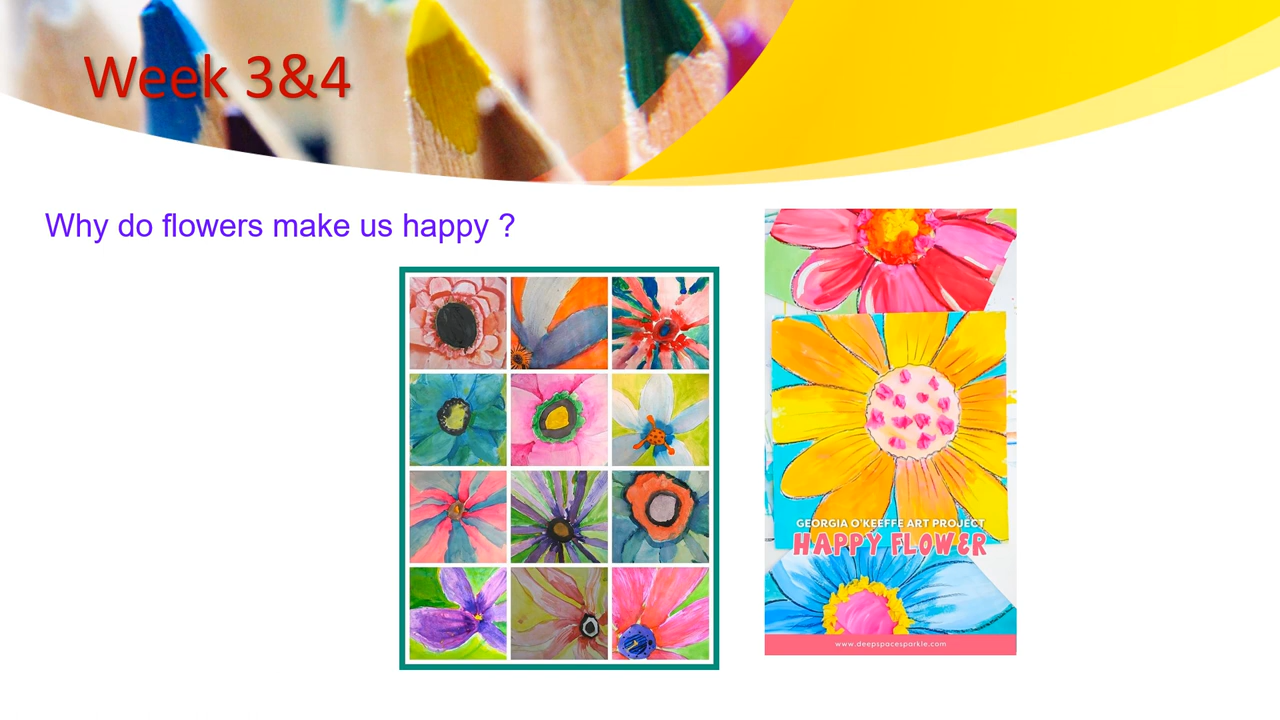 Week 3&4
Why do flowers make us happy ?
GEORGIA O'KEEFFE ART PROJECT
HAPPY FLOWER
www.deepspacesparkle.com